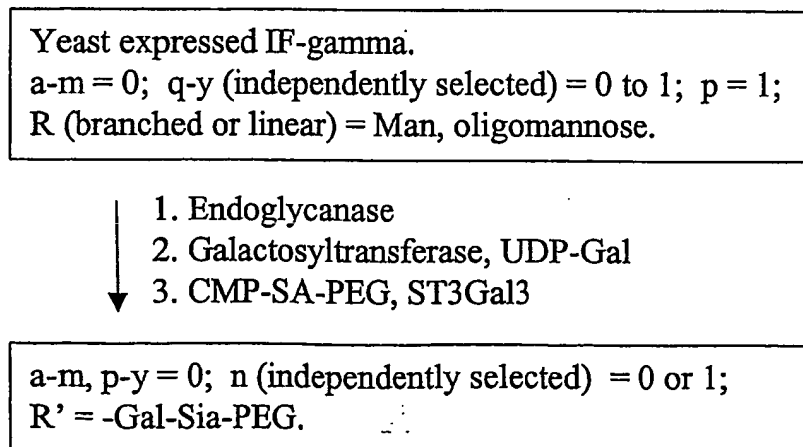 Yeast expressed IF-gamma.
a-m = 0; q-y (independently selected) = 0 to 1; p = 1;
R (branched or linear) = Man, oligomannose.
1. Endoglycanase
2. Galactosyltransferase, UDP-Gal
3. CMP-SA-PEG, ST3Gal3
a-m, p-y = 0; n (independently selected) = 0 or 1;
R’ = -Gal-Sia-PEG.